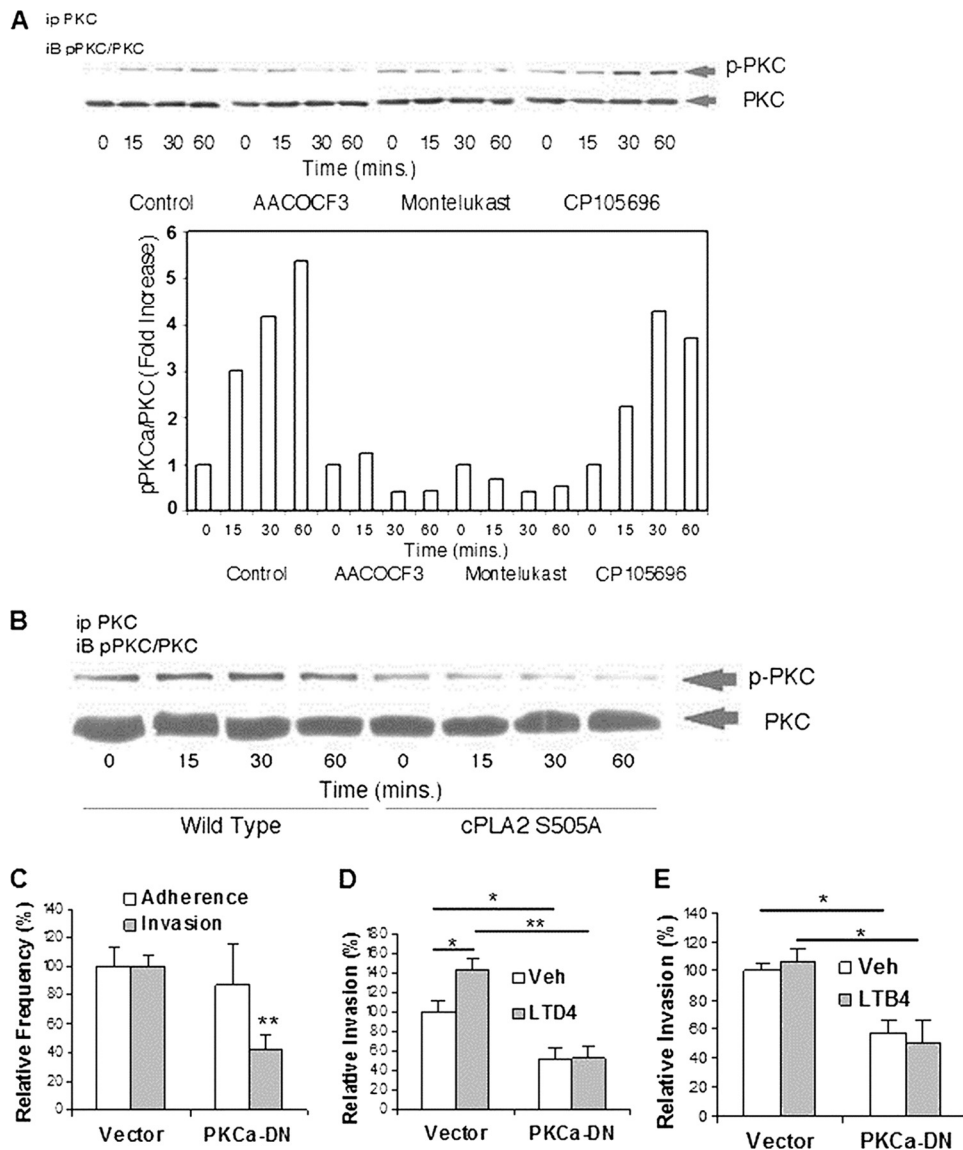 A
ip PKC
iB pPKC/PKC
p-PKC
PKC
0 15 30 60 0 15 30 60 0 15 30 60 0 15 30 60
Time (mins.)
Control AACOCF3 Montelukast CP105696
pPKCa/PKC (Fold Increase)
6
5
4
3
2
1
0
0 15 30 60 0 15 30 60 0 15 30 60 0 15 30 60
Time (mins.)
Control AACOCF3 Montelukast CP105696
B
ip PKC
iB pPKC/PKC
p-PKC
PKC
0 15 30 60 0 15 30 60
Time (mins.)
Wild Type cPLA2 S505A
C
Adherence
Invasion
Relative Frequency (%)
140
120
100
80
60
40
20
0
**
Vector PKCa-DN
D
*
**
*
Veh
LTD4
Relative Invasion (%)
180
160
140
120
100
80
60
40
20
0
Vector PKCa-DN
E
*
*
Veh
LTB4
Relative Invasion (%)
140
120
100
80
60
40
20
0
Vector PKCa-DN